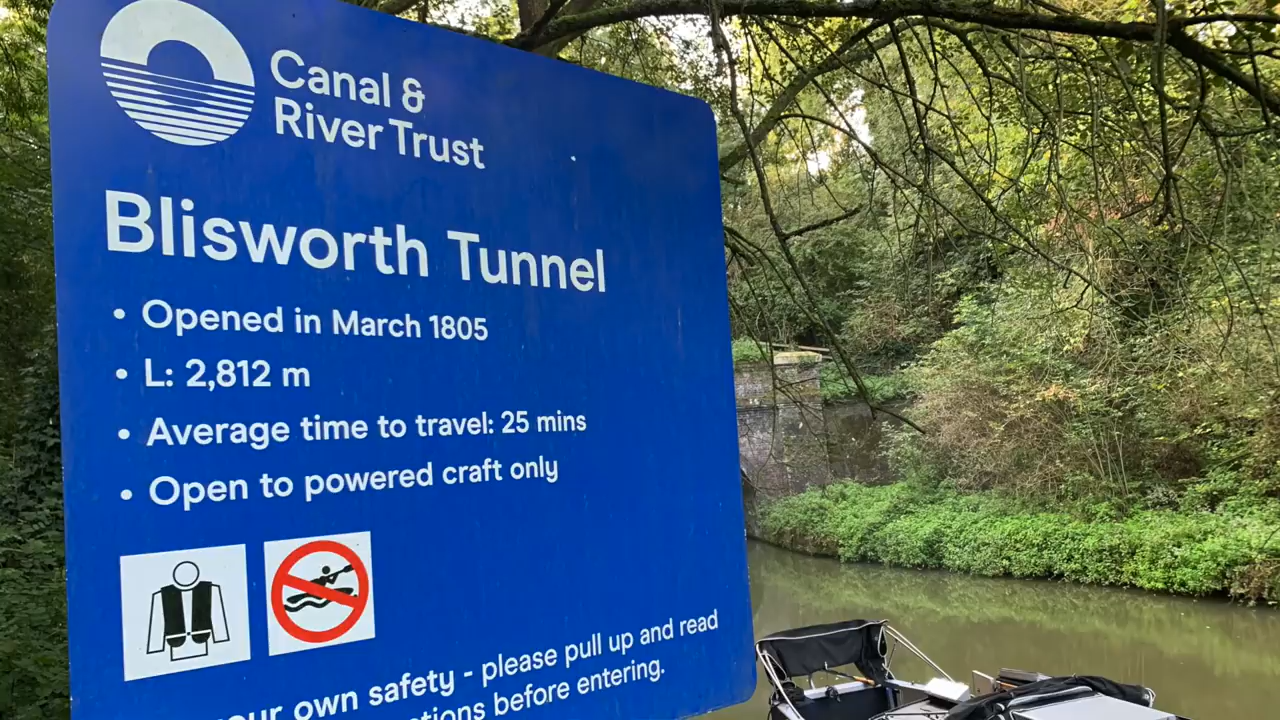 Canal &
River Trust
Blisworth Tunnel
• Opened in March 1805
• L: 2,812 m
• Average time to travel: 25 mins
• Open to powered craft only
own safety - please pull up and read
before entering.